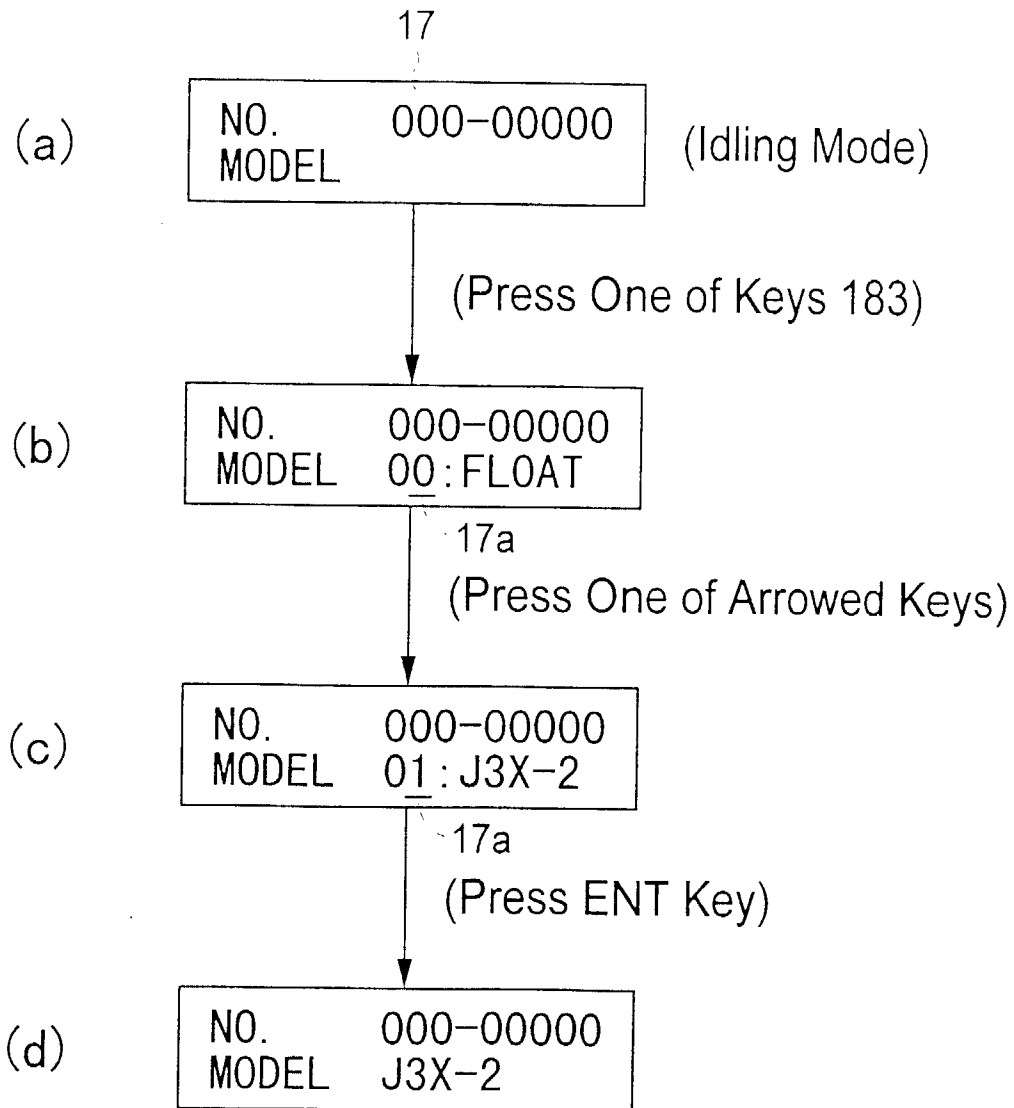 17
(a)
NO. 000-00000
MODEL
(Idling Mode)
(Press One of Keys 183)
(b)
NO. 000-00000
MODEL 00:FLOAT
17a
(Press One of Arrowed Keys)
(c)
NO. 000-00000
MODEL 01:J3X-2
17a
(Press ENT Key)
(d)
NO. 000-00000
MODEL J3X-2